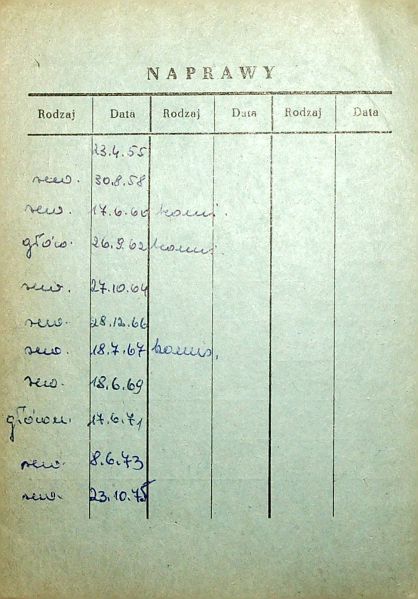 NAPRAWY
Rodzaj Data Rodzaj Data Rodzaj Data
23.4.55
rew. 30.8.58
rew. 17.6.60
głów. 26.9.62
rew. 27.10.64
rew. 28.12.66
rew. 18.7.67
rew. 18.6.69
główn. 17.6.71
rew. 8.6.73
rew. 23.10.75